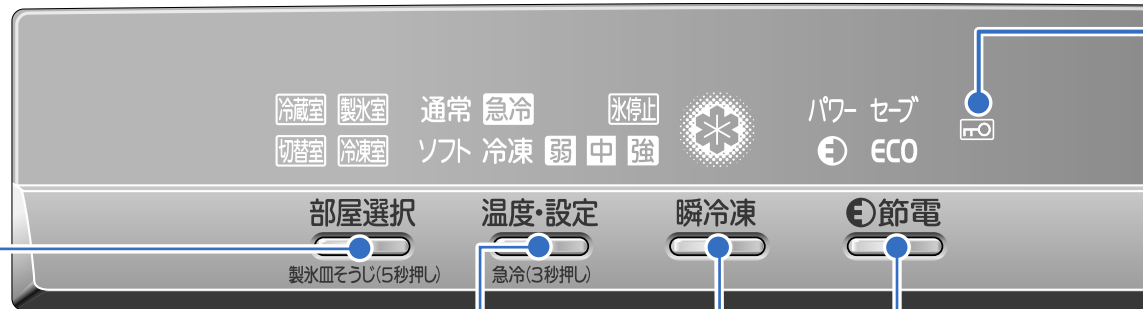 冷蔵室 製氷室 通常 急冷 氷停止 パワー セーブ
切替室 冷凍室 ソフト 冷凍 弱 中 強 E ECO
部屋選択 温度・設定 瞬冷凍 E節電
製氷皿そうじ(5秒押し) 急冷(3秒押し)